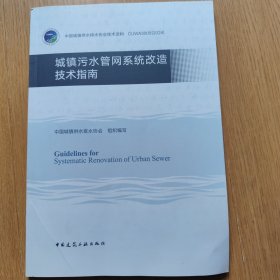 中国城镇供水排水协会技术资料
城镇污水管网系统改造
技术指南
中国城镇供水排水协会 组织编写
Guidelines for
Systematic Renovation of Urban Sewer
中国建筑工业出版社